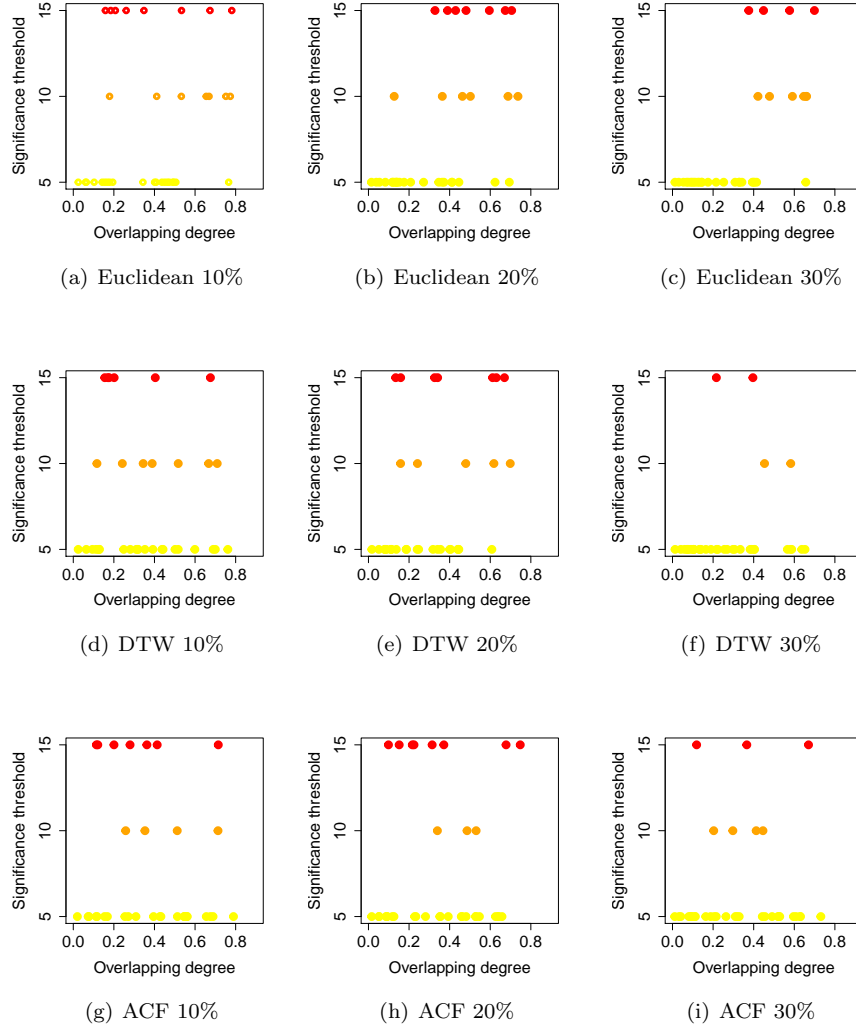 15
10
5
Significance threshold
0.0 0.2 0.4 0.6 0.8
Overlapping degree
(a) Euclidean 10%
15
10
5
Significance threshold
0.0 0.2 0.4 0.6 0.8
Overlapping degree
(b) Euclidean 20%
15
10
5
Significance threshold
0.0 0.2 0.4 0.6 0.8
Overlapping degree
(c) Euclidean 30%
15
10
5
Significance threshold
0.0 0.2 0.4 0.6 0.8
Overlapping degree
(d) DTW 10%
15
10
5
Significance threshold
0.0 0.2 0.4 0.6 0.8
Overlapping degree
(e) DTW 20%
15
10
5
Significance threshold
0.0 0.2 0.4 0.6 0.8
Overlapping degree
(f) DTW 30%
15
10
5
Significance threshold
0.0 0.2 0.4 0.6 0.8
Overlapping degree
(g) ACF 10%
15
10
5
Significance threshold
0.0 0.2 0.4 0.6 0.8
Overlapping degree
(h) ACF 20%
15
10
5
Significance threshold
0.0 0.2 0.4 0.6 0.8
Overlapping degree
(i) ACF 30%